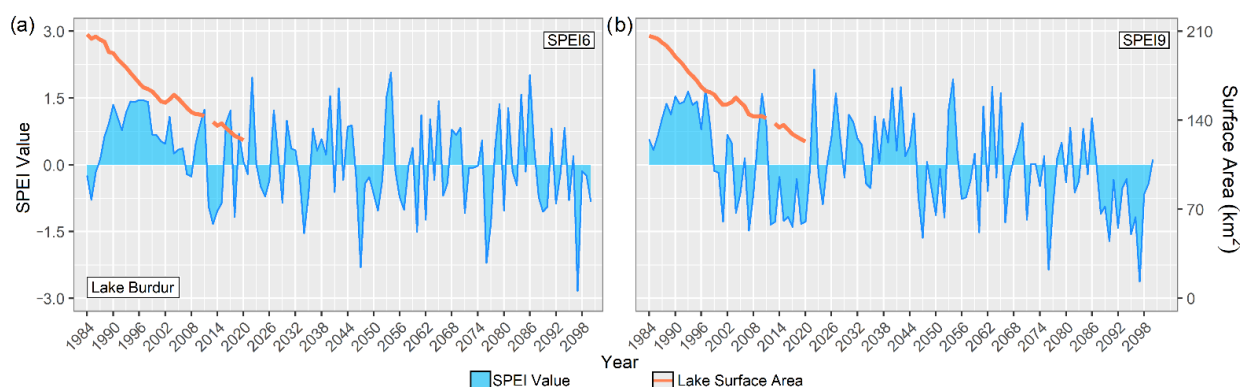 (a)
SPEI6
(b)
SPEI9
3.0
1.5
0.0
−1.5
−3.0
SPEI Value
Lake Burdur
210
140
70
0
Surface Area (km²)
1984 1990 1996 2002 2008 2014 2020 2026 2032 2038 2044 2050 2056 2062 2068 2074 2080 2086 2092 2098
1984 1990 1996 2002 2008 2014 2020 2026 2032 2038 2044 2050 2056 2062 2068 2074 2080 2086 2092 2098
Year
SPEI Value Lake Surface Area